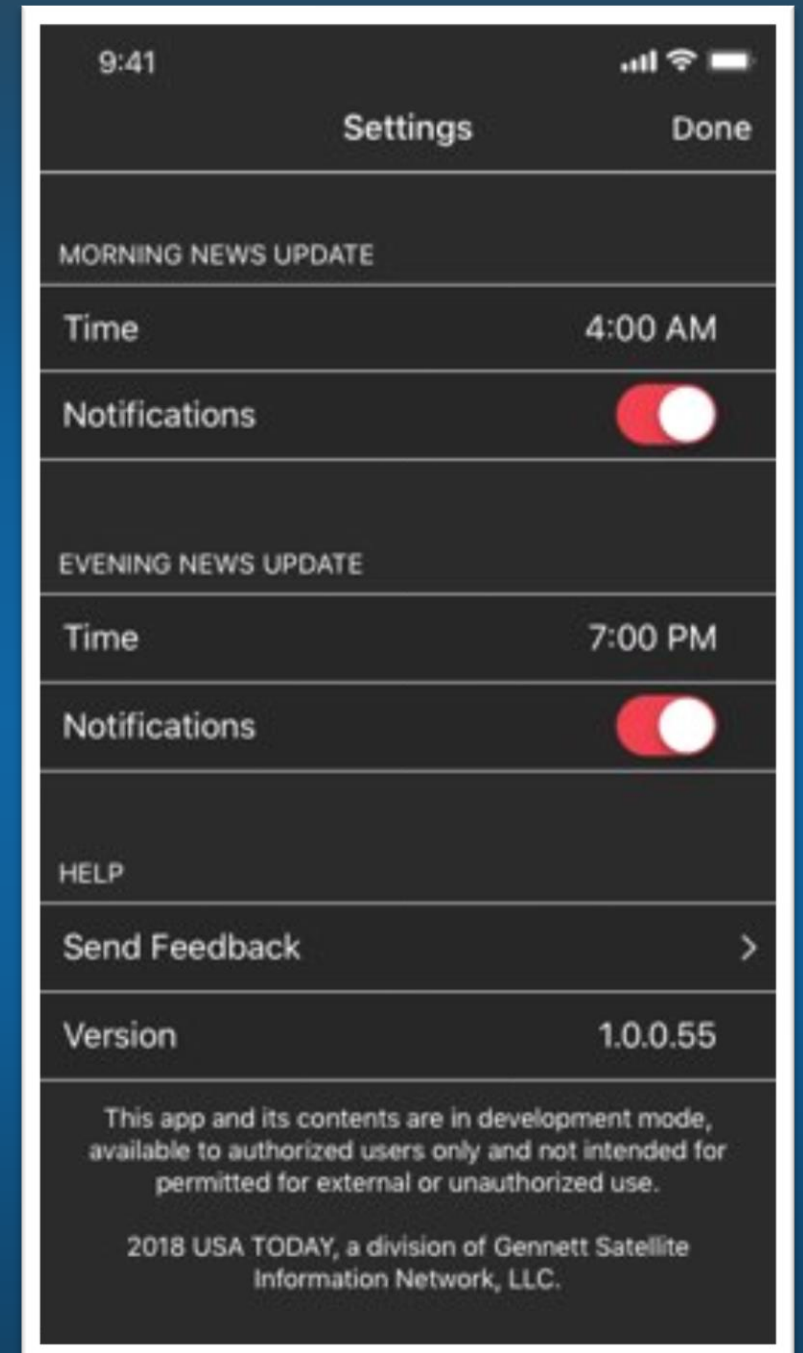 9:41
Settings Done
MORNING NEWS UPDATE
Time 4:00 AM
Notifications
EVENING NEWS UPDATE
Time 7:00 PM
Notifications
HELP
Send Feedback
Version 1.0.0.55
This app and its contents are in development mode,
available to authorized users only and not intended for
permitted for external or unauthorized use.
2018 USA TODAY, a division of Gennett Satellite
Information Network, LLC.